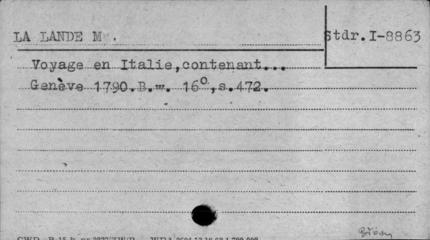 LA LANDE M .
Stdr.I-8863
Voyage en Italie,contenant...
Genève 1790.B.w. 16°,s.472.